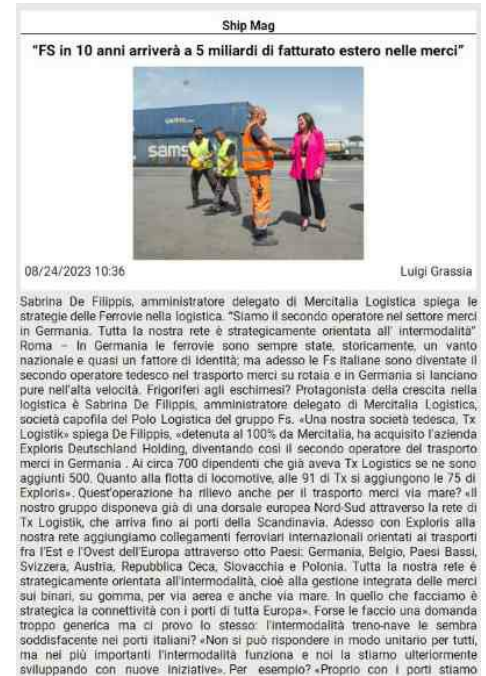 Ship Mag
“FS in 10 anni arriverà a 5 miliardi di fatturato estero nelle merci”
sams
08/24/2023 10:36
Luigi Grassia
Sabrina De Filippis, amministratore delegato di Mercitalia Logistica spiega le
strategie delle Ferrovie nella logistica. “Siamo il secondo operatore nel settore merci
in Germania. Tutta la nostra rete è strategicamente orientata all' intermodalità”
Roma – In Germania le ferrovie sono sempre state, storicamente, un vanto
nazionale e quasi un fattore di identità; ma adesso le Fs italiane sono diventate il
secondo operatore tedesco nel trasporto merci su rotaia e in Germania si lanciano
pure nell'alta velocità. Frigoriferi agli eschimesi? Protagonista della crescita nella
logistica è Sabrina De Filippis, amministratore delegato di Mercitalia Logistics,
società capofila del Polo Logistica del gruppo Fs. «Una nostra società tedesca, Tx
Logistik» spiega De Filippis, «detenuta al 100% da Mercitalia, ha acquisito l'azienda
Exploris Deutschland Holding, diventando così il secondo operatore del trasporto
merci in Germania . Ai circa 700 dipendenti che già aveva Tx Logistics se ne sono
aggiunti 500. Quanto alla flotta di locomotive, alle 91 di Tx si aggiungono le 75 di
Exploris». Quest'operazione ha rilievo anche per il trasporto merci via mare? «Il
nostro gruppo disponeva già di una dorsale europea Nord-Sud attraverso la rete di
Tx Logistik, che arriva fino ai porti della Scandinavia. Adesso con Exploris alla
nostra rete aggiungiamo collegamenti ferroviari internazionali orientati ai trasporti
fra l'Est e l'Ovest dell'Europa attraverso otto Paesi: Germania, Belgio, Paesi Bassi,
Svizzera, Austria, Repubblica Ceca, Slovacchia e Polonia. Tutta la nostra rete è
strategicamente orientata all'intermodalità, cioè alla gestione integrata delle merci
sui binari, su gomma, per via aerea e anche via mare. In quello che facciamo è
strategica la connettività con i porti di tutta Europa». Forse le faccio una domanda
troppo generica ma ci provo lo stesso: l'intermodalità treno-nave le sembra
soddisfacente nei porti italiani? «Non si può rispondere in modo unitario per tutti,
ma nei più importanti l'intermodalità funziona e noi la stiamo ulteriormente
sviluppando con nuove iniziative». Per esempio? «Proprio con i porti stiamo